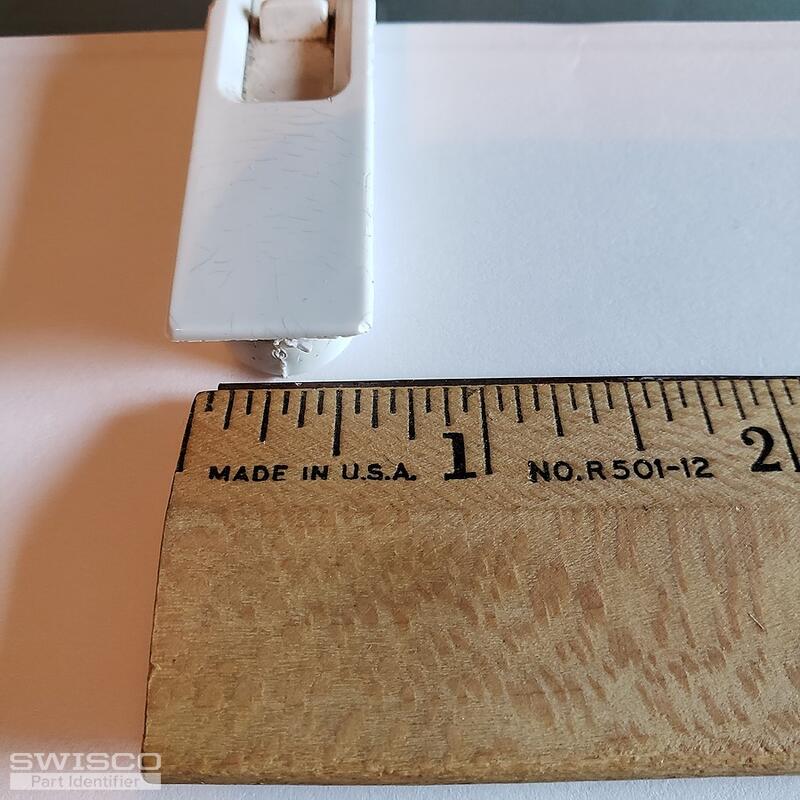 1 2
MADE IN U.S.A. NO.R501-12
SWISCO
Part Identifier